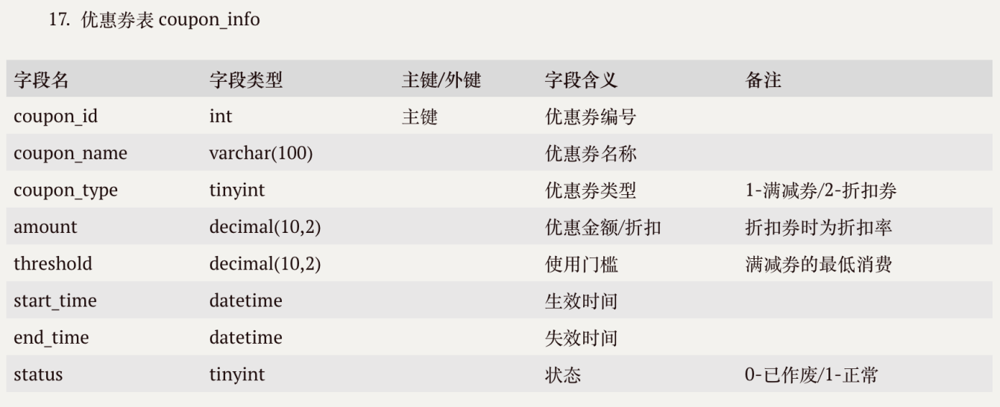 17. 优惠券表 coupon_info
字段名 字段类型 主键/外键 字段含义 备注
coupon_id int 主键 优惠券编号
coupon_name varchar(100) 优惠券名称
coupon_type tinyint 优惠券类型 1-满减券/2-折扣券
amount decimal(10,2) 优惠金额/折扣 折扣券时为折扣率
threshold decimal(10,2) 使用门槛 满减券的最低消费
start_time datetime 生效时间
end_time datetime 失效时间
status tinyint 状态 0-已作废/1-正常